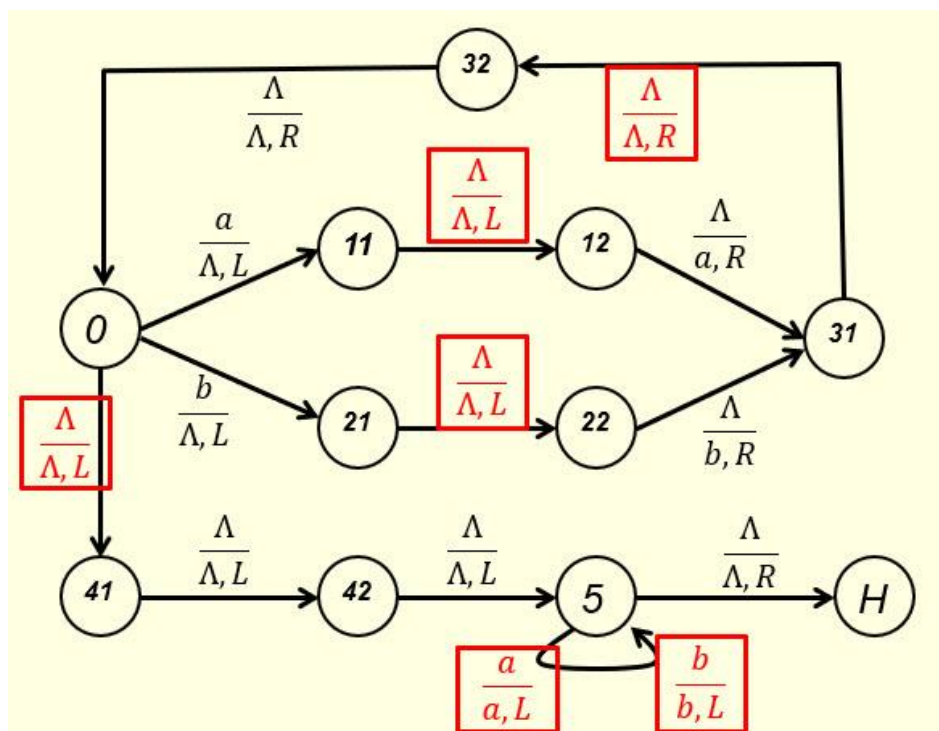 32
Λ
Λ, R
Λ
Λ, R
a
Λ, L
11
Λ
Λ, L
12
Λ
a, R
0
31
b
Λ, L
21
Λ
Λ, L
22
Λ
b, R
Λ
Λ, L
41
Λ
Λ, L
42
Λ
Λ, L
5
Λ
Λ, R
H
a
a, L
b
b, L